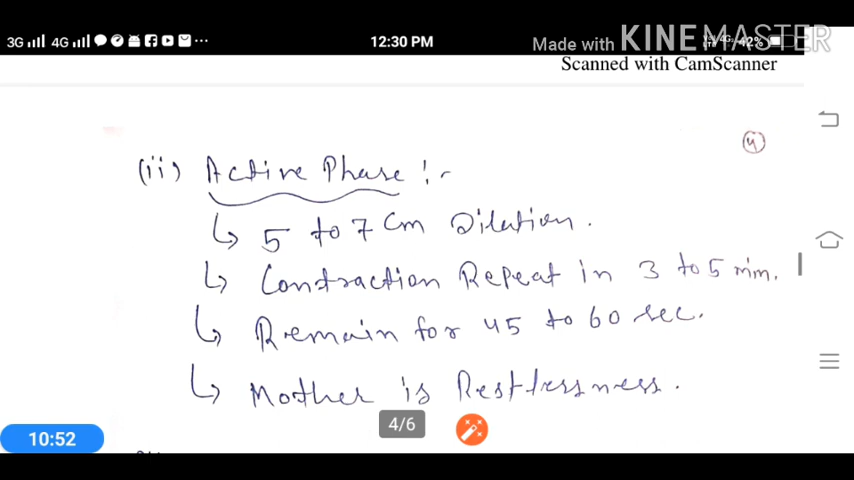 3G 4G ... 12:30 PM 4G 42%
Made with KINEMASTER
Scanned with CamScanner
4
(ii) Active Phase :-
↳ 5 to 7 Cm Dilation.
↳ Contraction Repeat in 3 to 5 min.
↳ Remain for 45 to 60 sec.
↳ Mother is Restlessness.
4/6
10:52